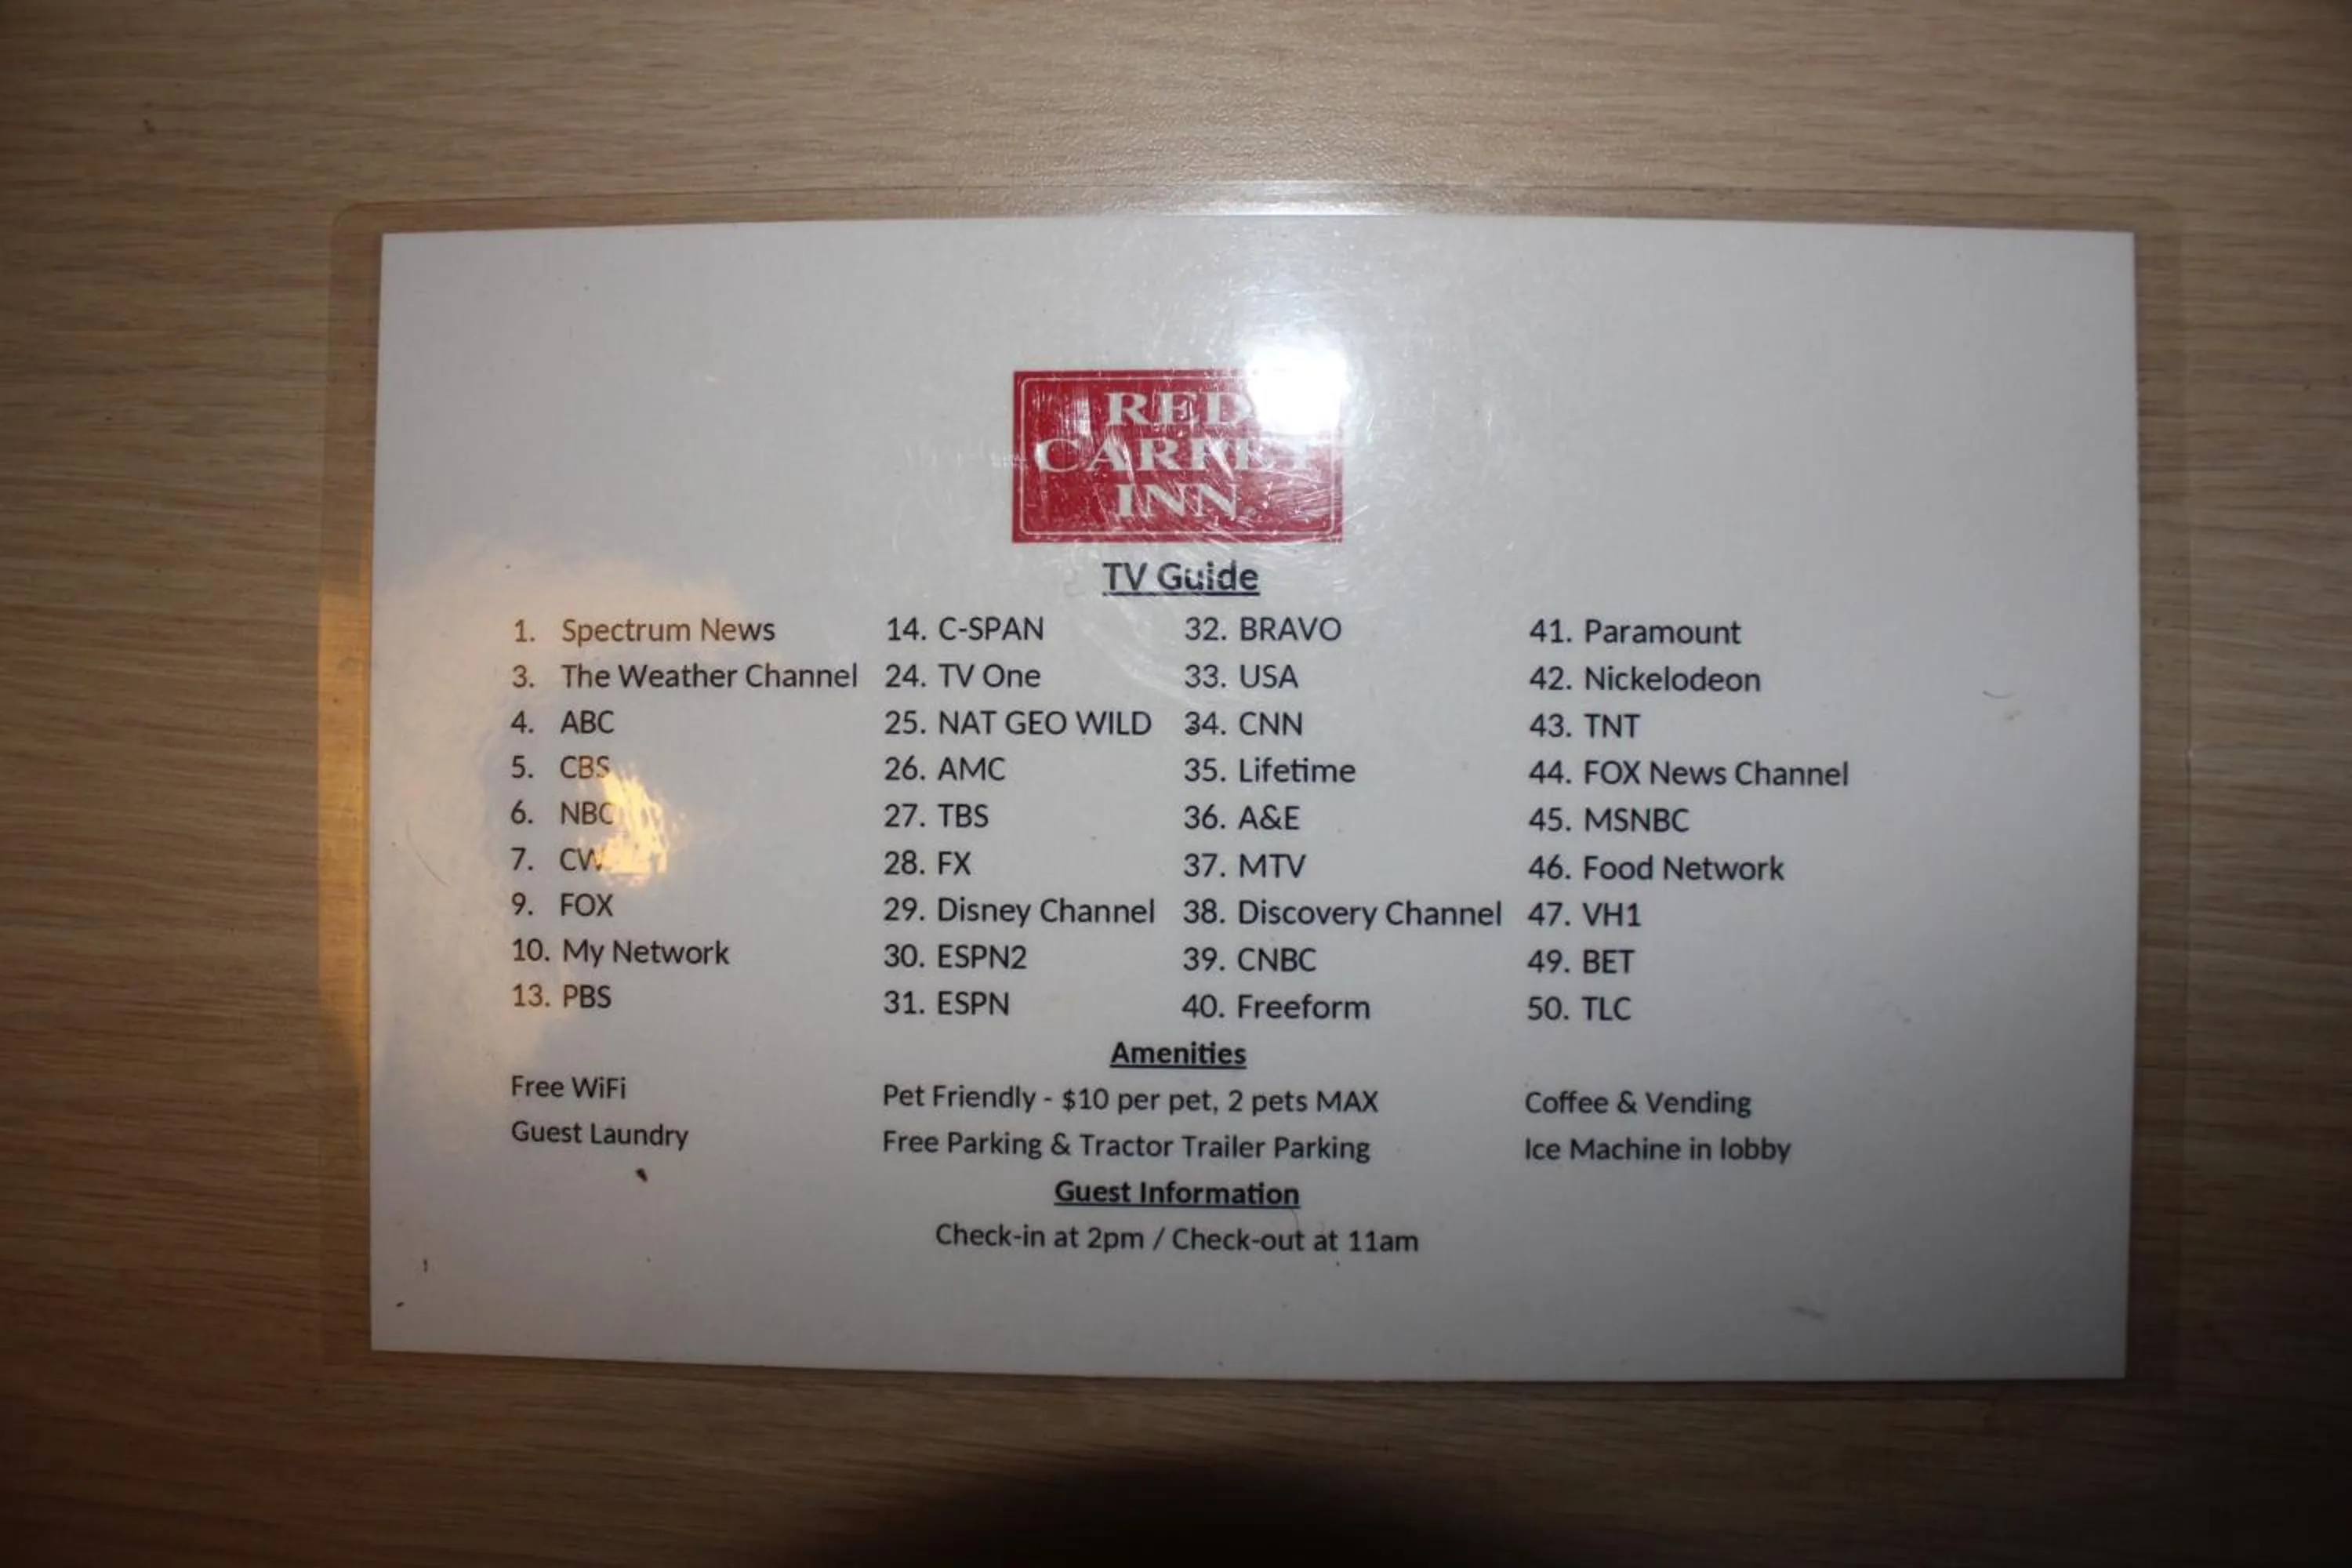 RED
CARPET
INN.
TV Guide
1. Spectrum News
3. The Weather Channel
4. ABC
5. CBS
6. NBC
7. CW
9. FOX
10. My Network
13. PBS
14. C-SPAN
24. TV One
25. NAT GEO WILD
26. AMC
27. TBS
28. FX
29. Disney Channel
30. ESPN2
31. ESPN
32. BRAVO
33. USA
34. CNN
35. Lifetime
36. A&E
37. MTV
38. Discovery Channel
39. CNBC
40. Freeform
41. Paramount
42. Nickelodeon
43. TNT
44. FOX News Channel
45. MSNBC
46. Food Network
47. VH1
49. BET
50. TLC
Amenities
Free WiFi
Guest Laundry
Pet Friendly - $10 per pet, 2 pets MAX
Free Parking & Tractor Trailer Parking
Coffee & Vending
Ice Machine in lobby
Guest Information
Check-in at 2pm / Check-out at 11am